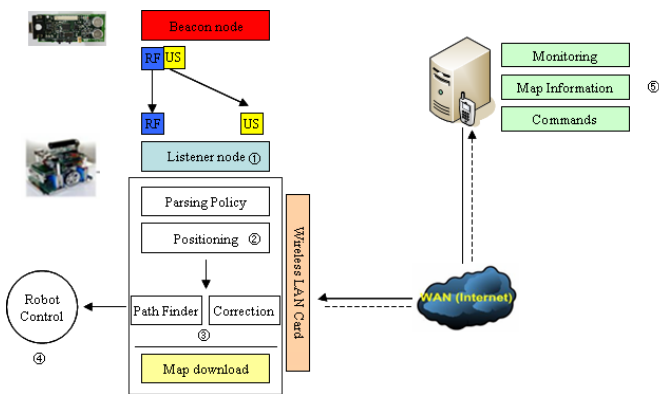 Beacon node
RF US
RF US
Listener node ①
Parsing Policy
Positioning ②
Path Finder Correction
③
Map download
Wireless LAN Card
Robot
Control
④
WAN (Internet)
Monitoring
Map Information ⑤
Commands